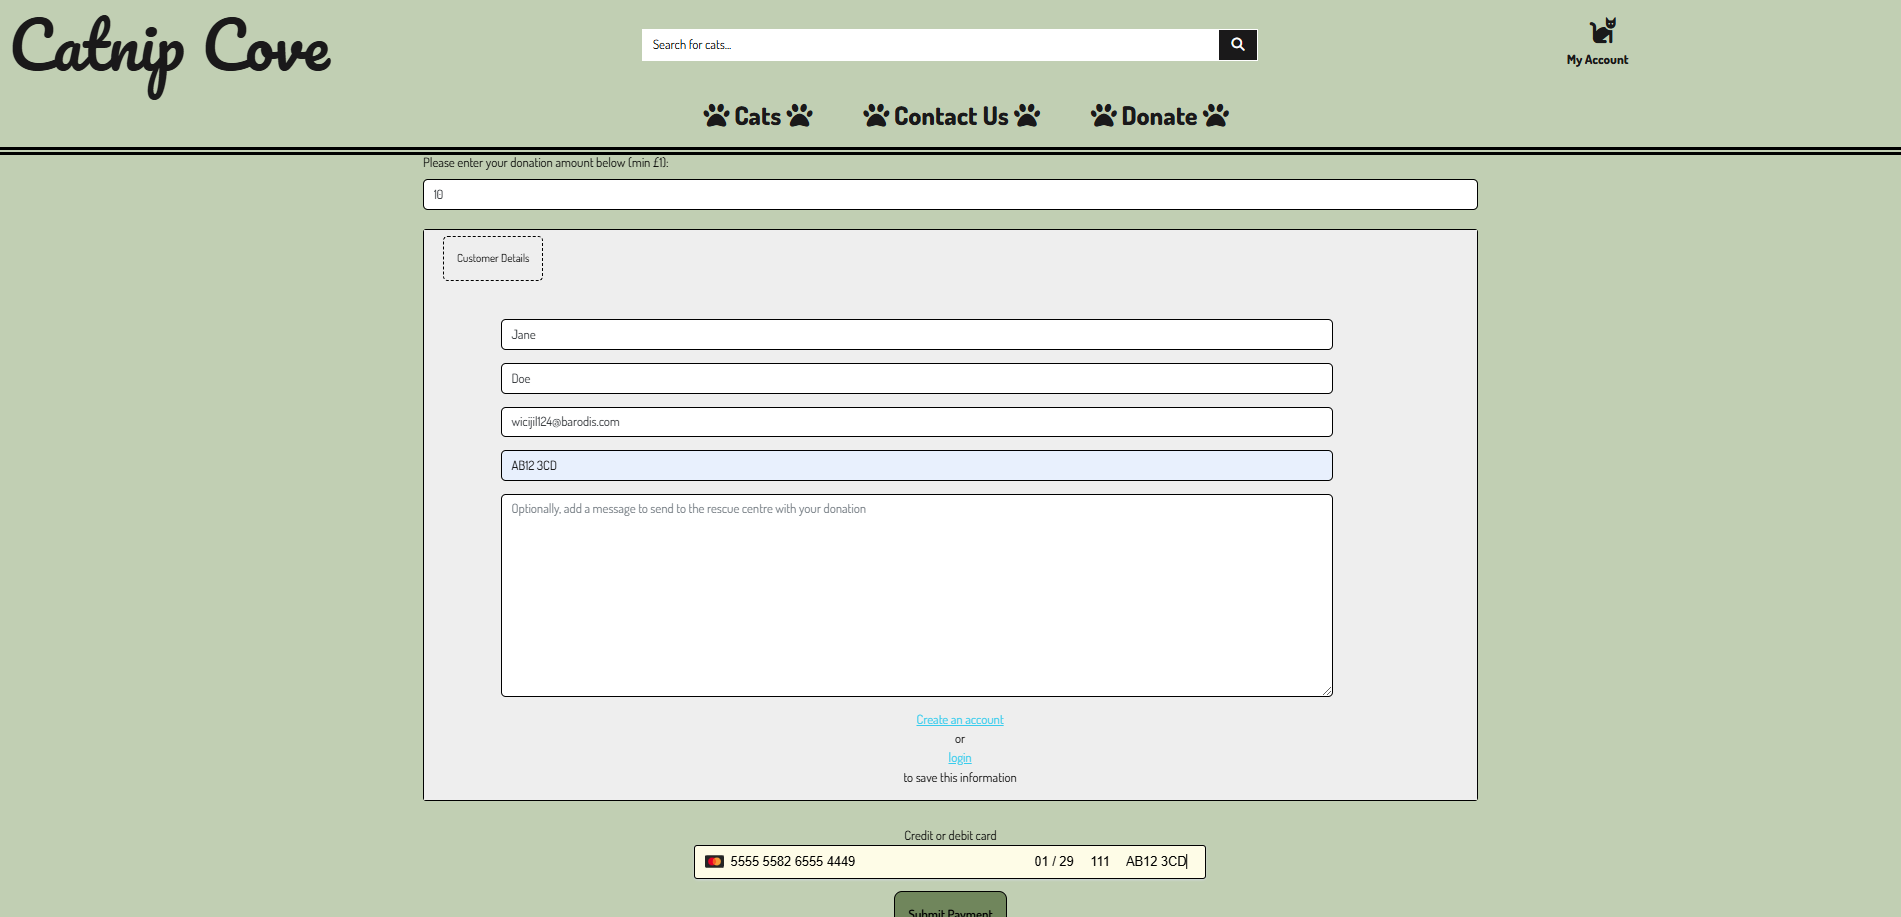 Catnip Cove
Search for cats...
My Account
Cats
Contact Us
Donate
Please enter your donation amount below (min £1):
10
Customer Details
Jane
Doe
wicijil124@barodis.com
AB12 3CD
Optionally, add a message to send to the rescue centre with your donation
Create an account
or
login
to save this information
Credit or debit card
5555 5582 6555 4449 01 / 29 111 AB12 3CD
Submit Payment